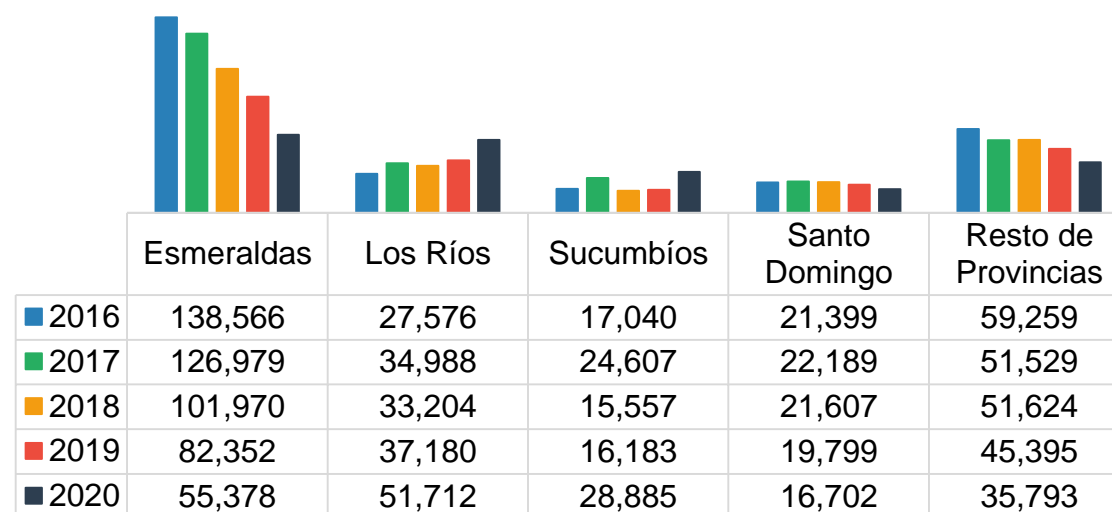 Esmeraldas Los Ríos Sucumbíos Santo Domingo Resto de Provincias
2016 138,566 27,576 17,040 21,399 59,259
2017 126,979 34,988 24,607 22,189 51,529
2018 101,970 33,204 15,557 21,607 51,624
2019 82,352 37,180 16,183 19,799 45,395
2020 55,378 51,712 28,885 16,702 35,793